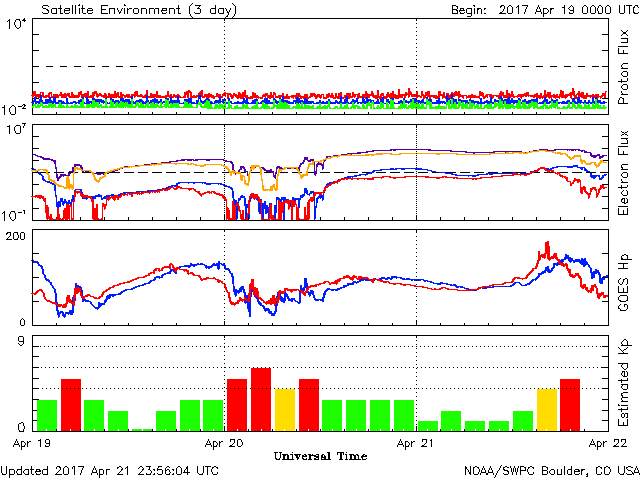 Satellite Environment (3 day)
Begin: 2017 Apr 19 0000 UTC
10^4
10^-2
Proton Flux
10^7
10^-1
Electron Flux
200
100
0
GOES Hp
9
0
Estimated Kp
Apr 19
Apr 20
Apr 21
Apr 22
Universal Time
Updated 2017 Apr 21 23:56:04 UTC
NOAA/SWPC Boulder, CO USA